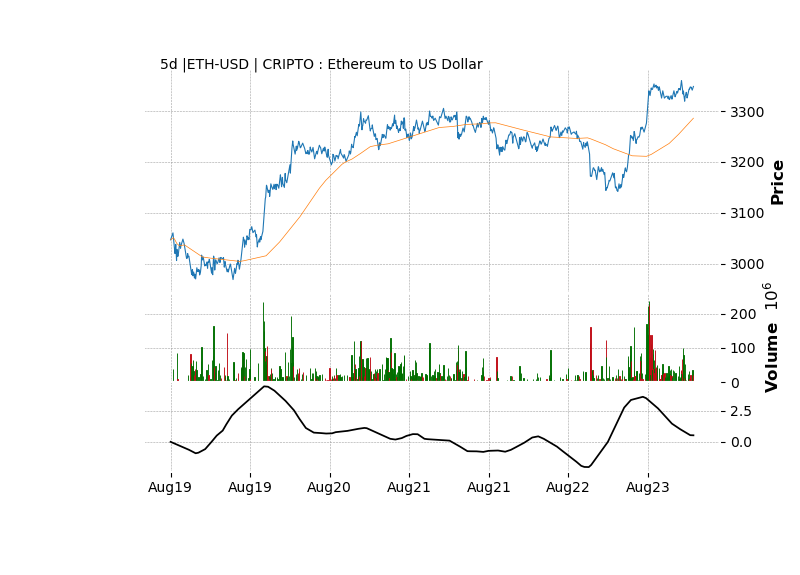 5d |ETH-USD | CRIPTO : Ethereum to US Dollar
3300
3200
3100
3000
Price
200
100
0
Volume 10^6
2.5
0.0
Aug19 Aug19 Aug20 Aug21 Aug21 Aug22 Aug23